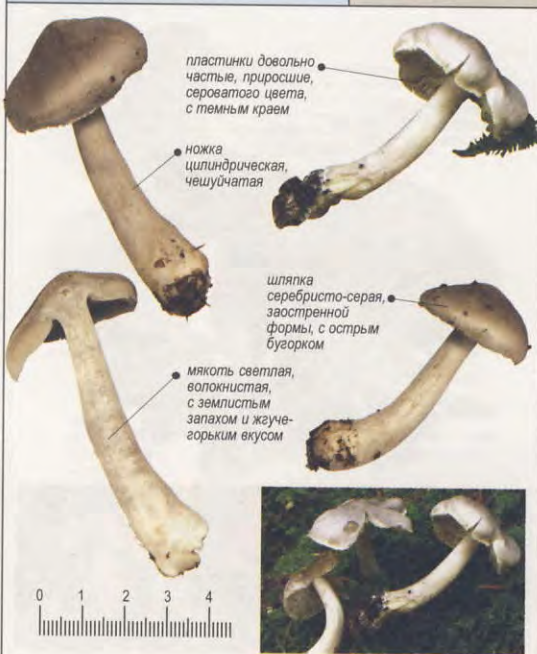 пластинки довольно
частые, приросшие,
сероватого цвета,
с темным краем
ножка
цилиндрическая,
чешуйчатая
шляпка
серебристо-серая,
заостренной
формы, с острым
бугорком
мякоть светлая,
волокнистая,
с землистым
запахом и жгуче-
горьким вкусом
0 1 2 3 4